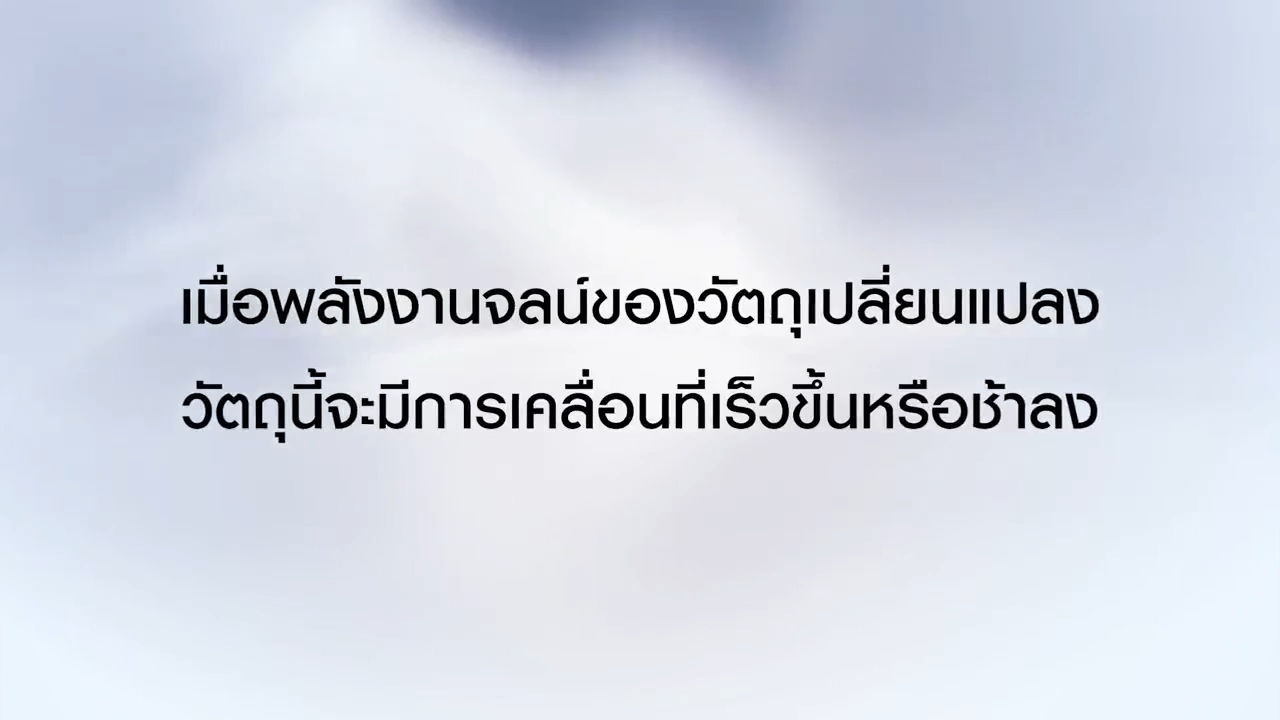 เมื่อพลังงานจลน์ของวัตถุเปลี่ยนแปลง
วัตถุนี้จะมีการเคลื่อนที่เร็วขึ้นหรือช้าลง